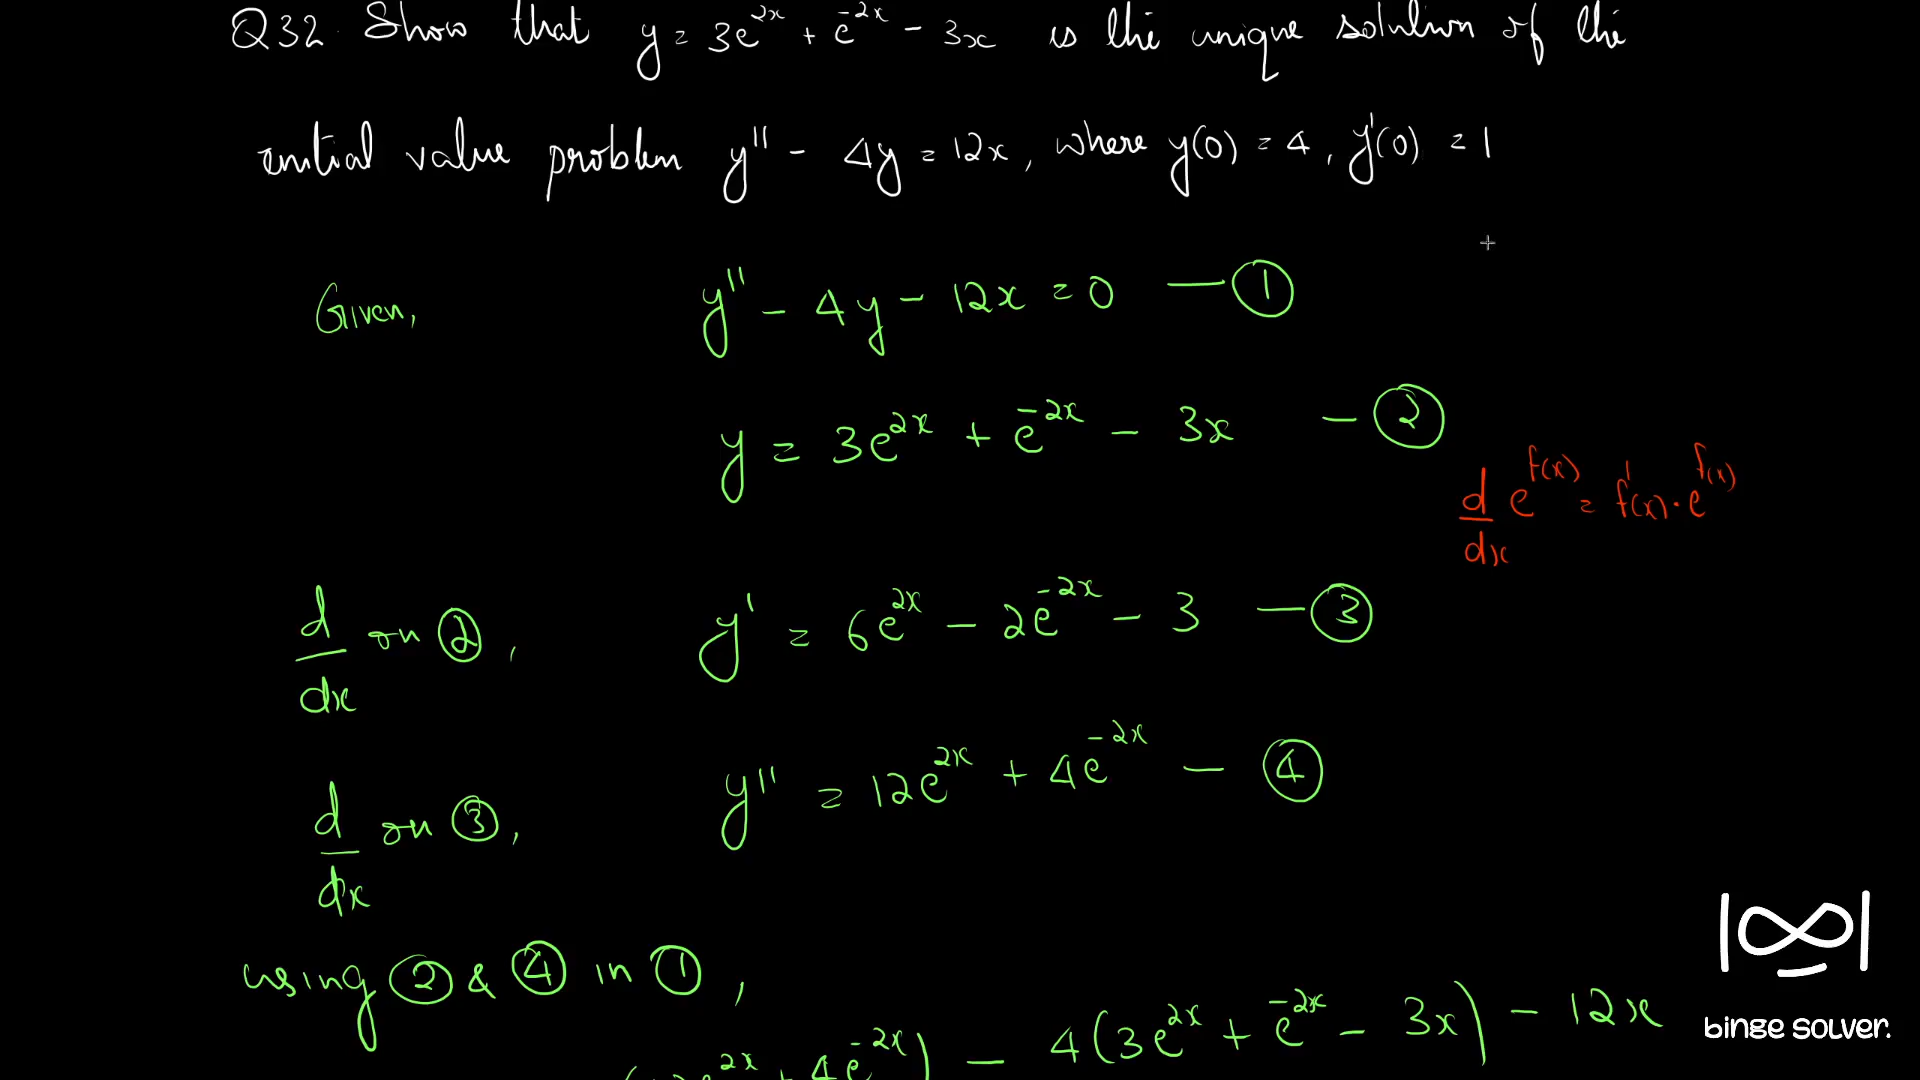 Q32. Show that y = 3e^{2x} + e^{-2x} - 3x is the unique solution of the
initial value problem y'' - 4y = 12x, where y(0) = 4, y'(0) = 1
Given, y'' - 4y - 12x = 0 — ①
y = 3e^{2x} + e^{-2x} - 3x — ②
d/dx e^{f(x)} = f'(x) · e^{f(x)}
d/dx on ②, y' = 6e^{2x} - 2e^{-2x} - 3 — ③
d/dx on ③, y'' = 12e^{2x} + 4e^{-2x} — ④
using ② & ④ in ①,
e^{2x} + 4e^{-2x}) - 4(3e^{2x} + e^{-2x} - 3x) - 12x
binge solver.